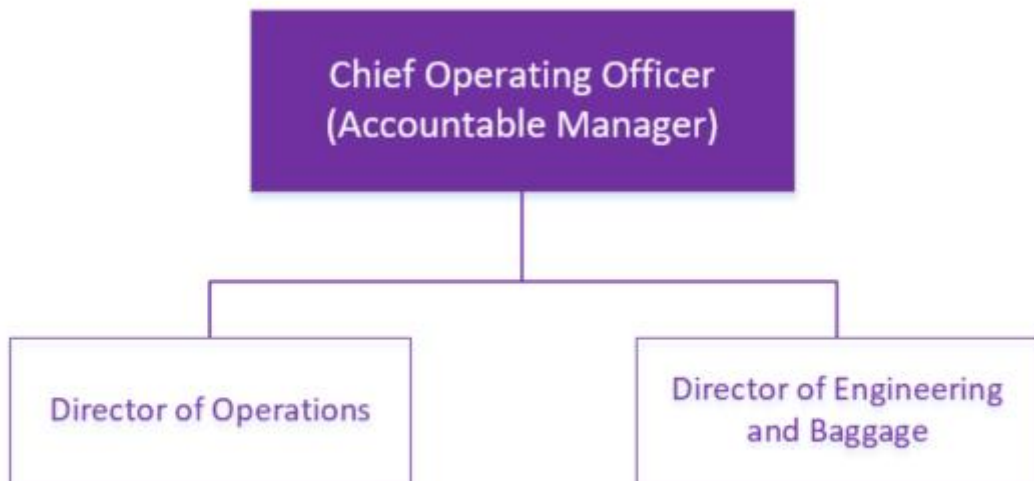 Chief Operating Officer
(Accountable Manager)
Director of Operations
Director of Engineering
and Baggage